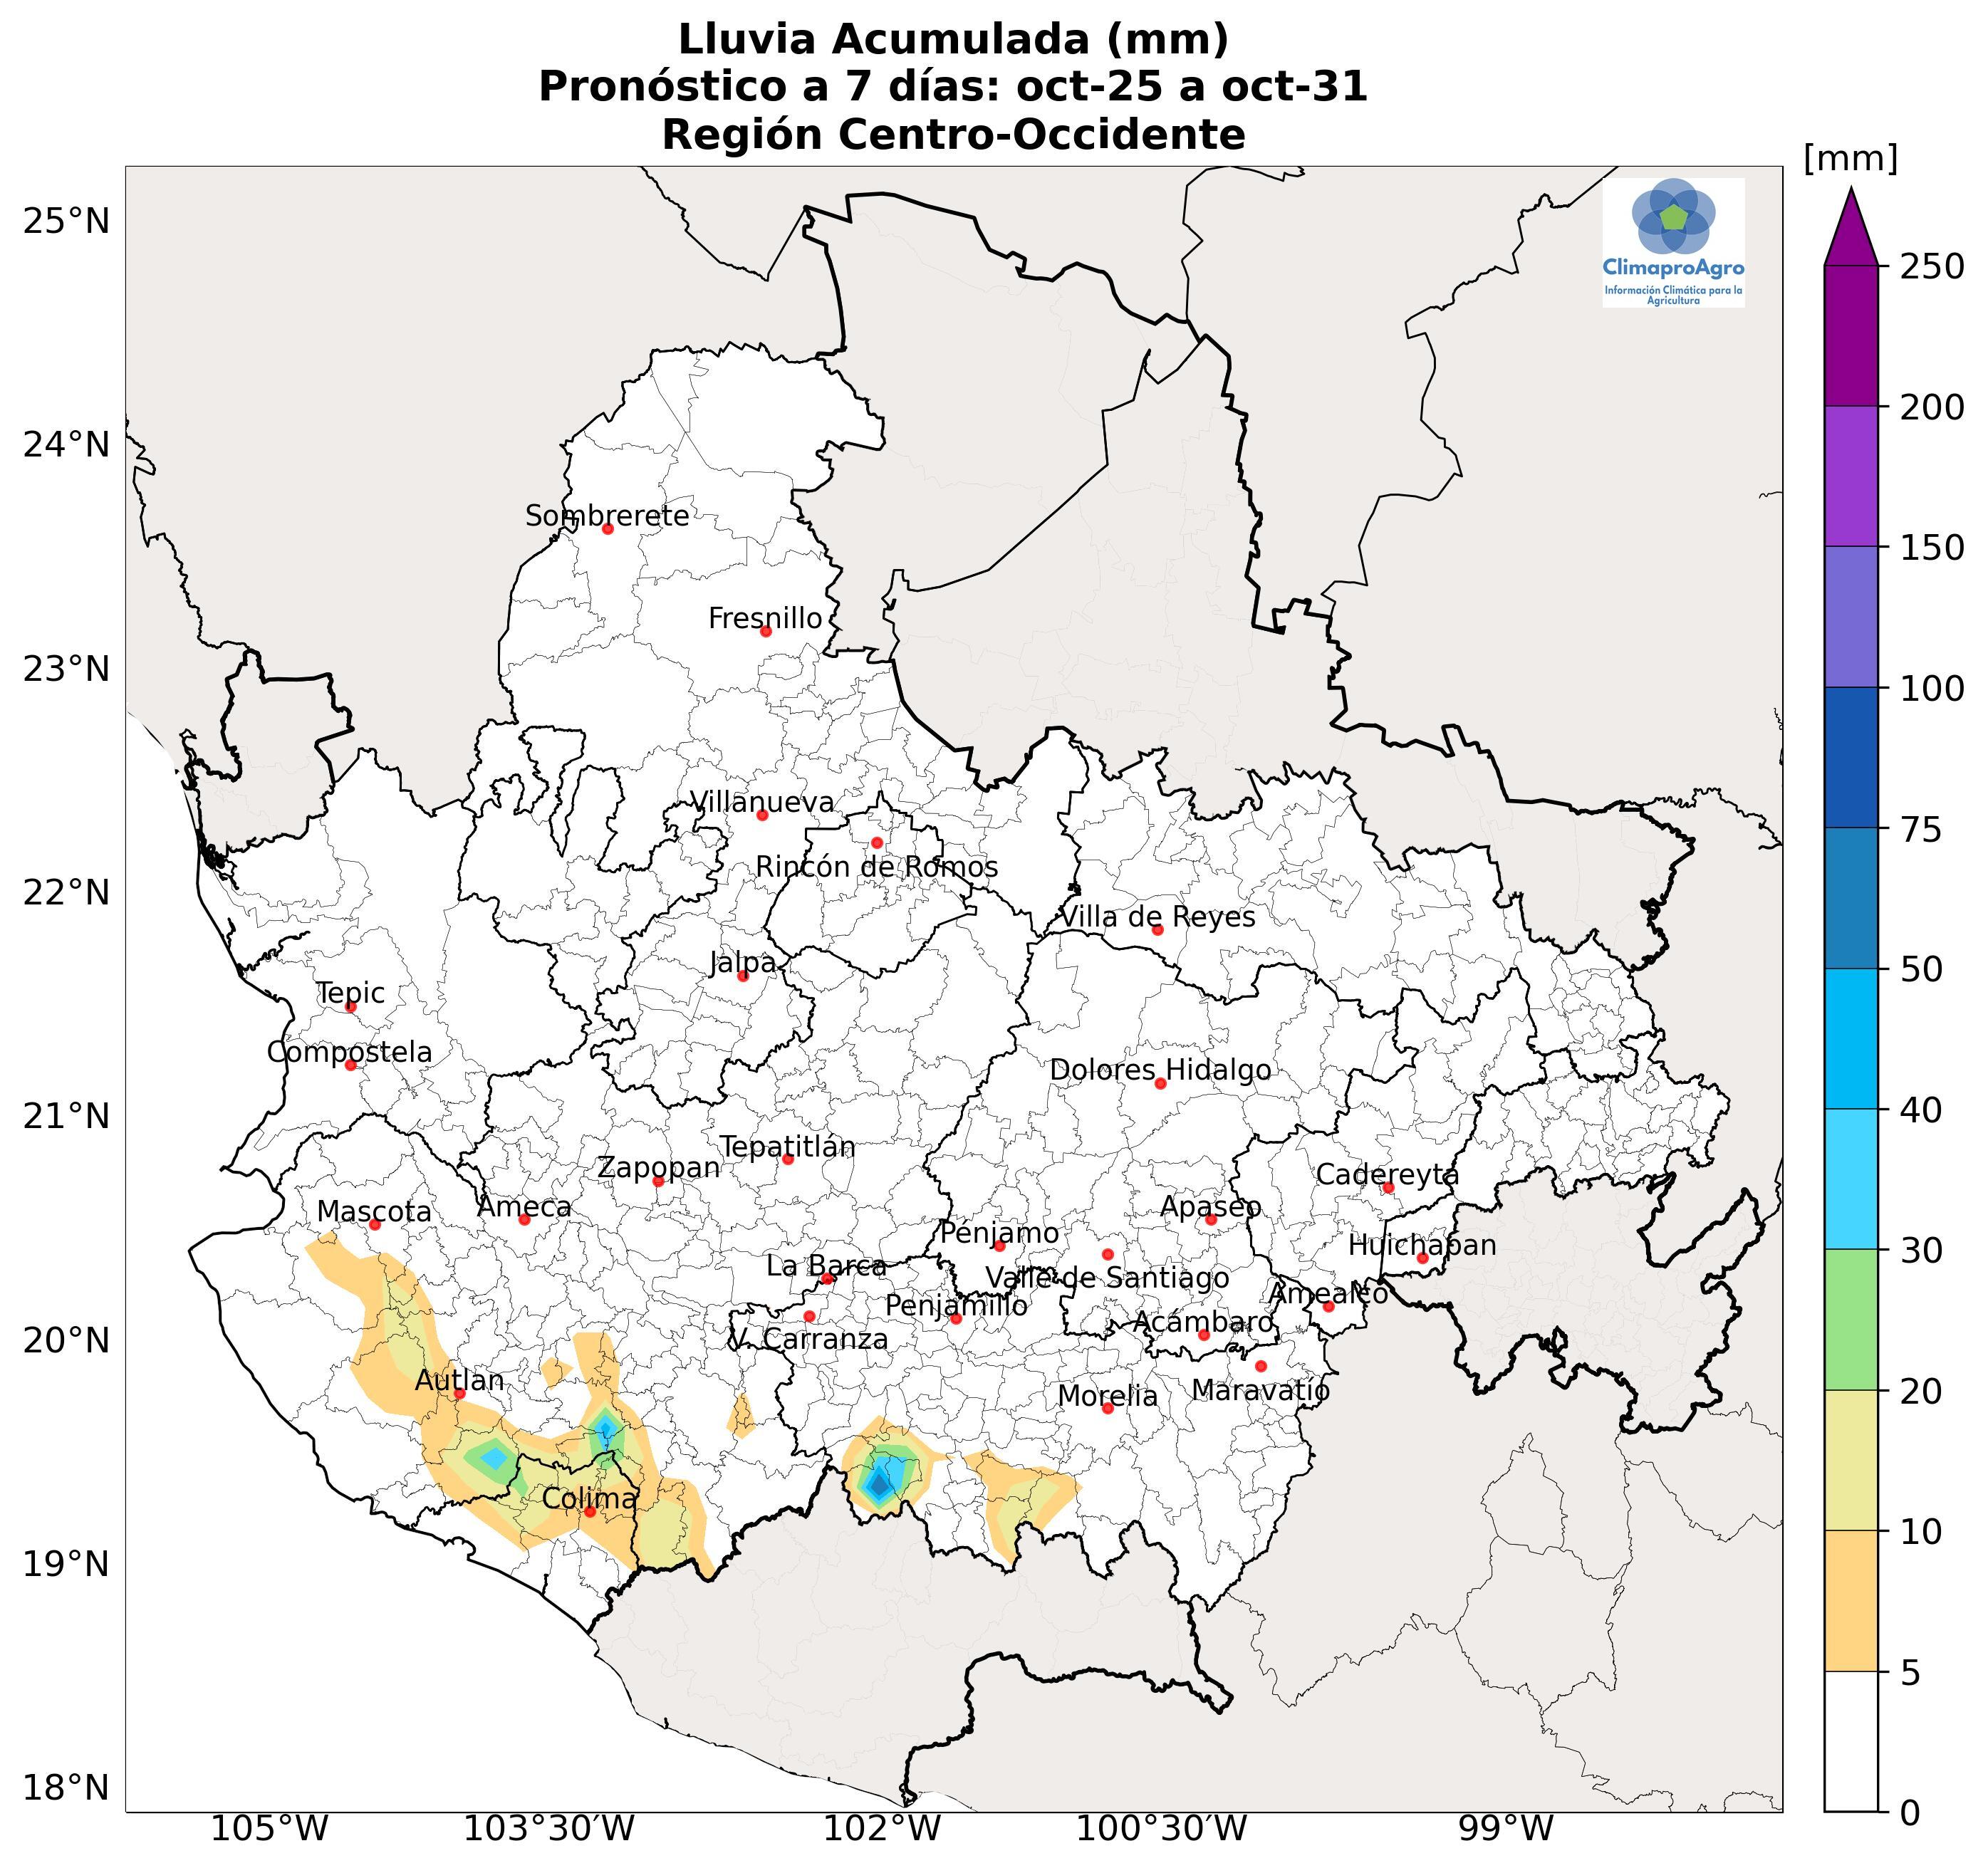 Lluvia Acumulada (mm)
Pronóstico a 7 días: oct-25 a oct-31
Región Centro-Occidente
[mm]
25°N
24°N
23°N
22°N
21°N
20°N
19°N
18°N
105°W
103°30'W
102°W
100°30'W
99°W
ClimaproAgro
Información Climática para la
Agricultura
250
200
150
100
75
50
40
30
20
10
5
0
Sombrerete
Fresnillo
Villanueva
Rincón de Romos
Villa de Reyes
Jalpa
Tepic
Compostela
Dolores Hidalgo
Tepatitlán
Zapopan
Cadereyta
Mascota
Ameca
Apaseo
Pénjamo
Huichapan
La Barca
Valle de Santiago
Amealco
Penjamillo
Acámbaro
V. Carranza
Autlan
Morelia
Maravatío
Colima